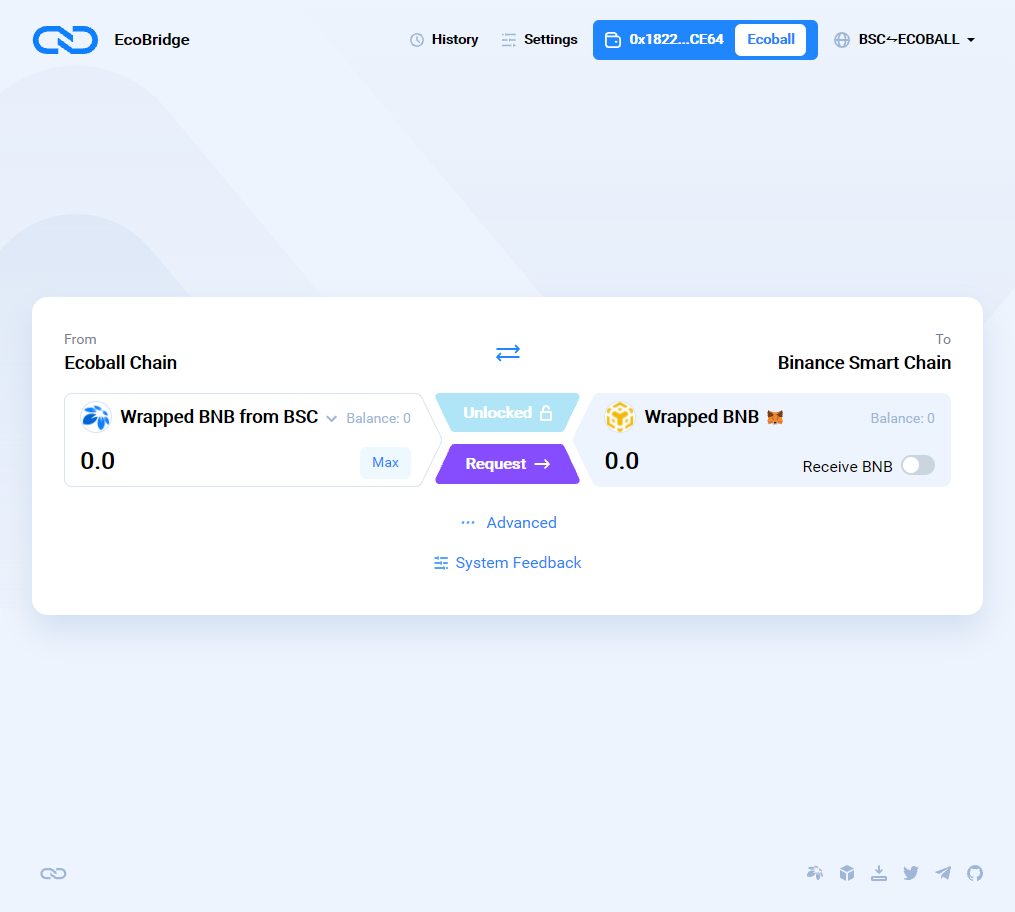 EcoBridge
History
Settings
0x1822...CE64
Ecoball
BSC⥊ECOBALL
From
Ecoball Chain
To
Binance Smart Chain
Wrapped BNB from BSC
Balance: 0
0.0
Max
Unlocked
Request →
Wrapped BNB
Balance: 0
0.0
Receive BNB
··· Advanced
System Feedback